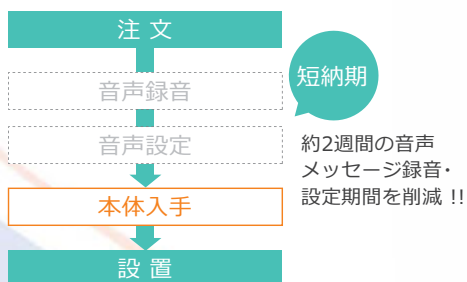 注 文
音声録音
短納期
音声設定
約2週間の音声
メッセージ録音・
設定期間を削減 !!
本体入手
設 置